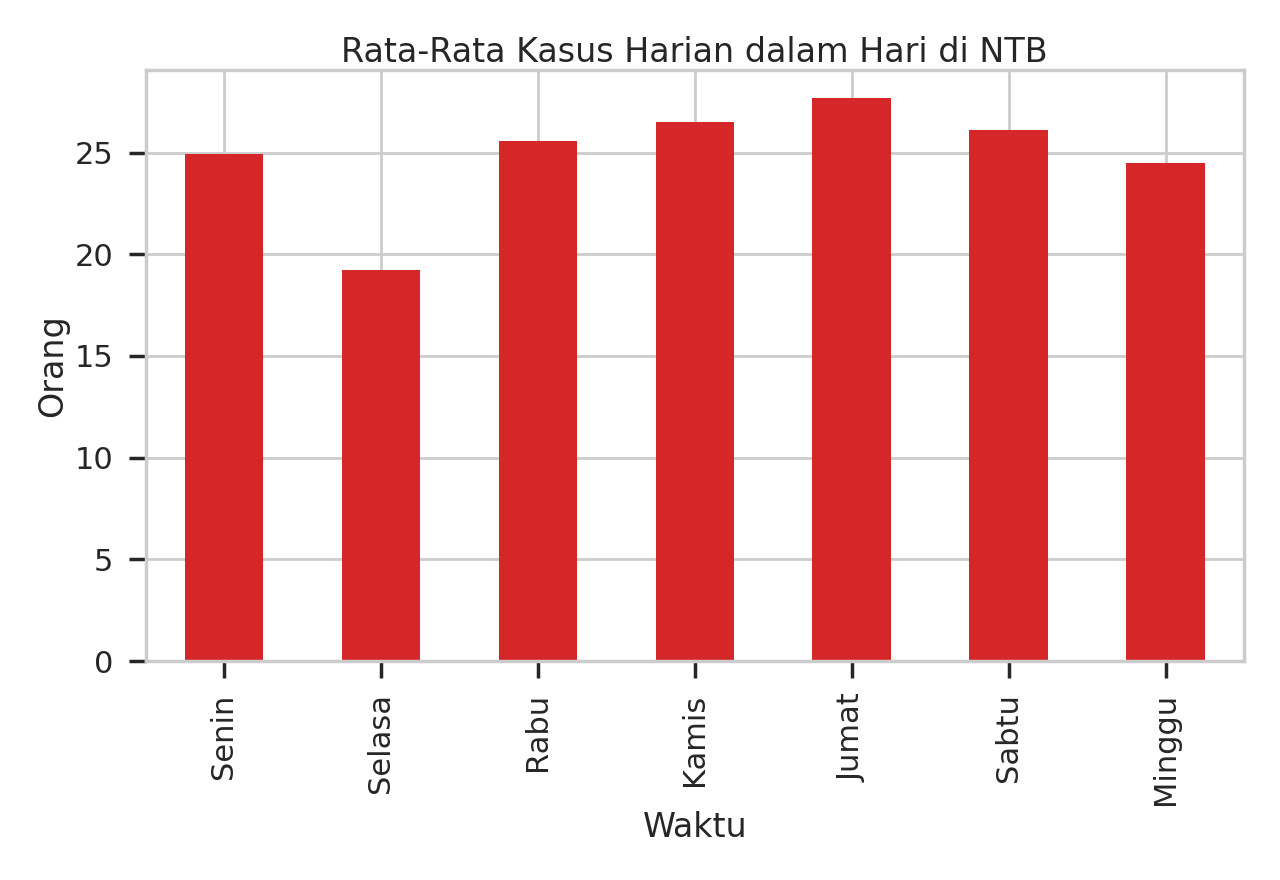 Rata-Rata Kasus Harian dalam Hari di NTB
Orang
25
20
15
10
5
0
Senin
Selasa
Rabu
Kamis
Jumat
Sabtu
Minggu
Waktu